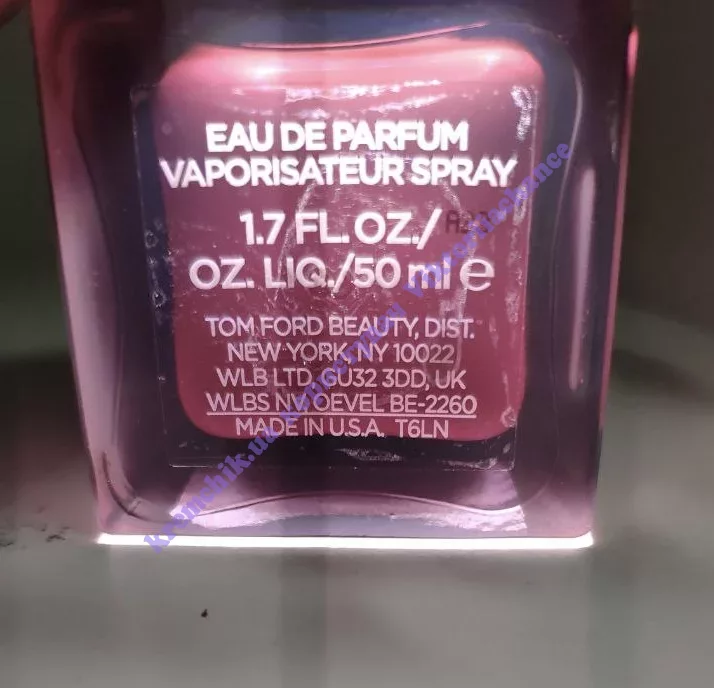 EAU DE PARFUM
VAPORISATEUR SPRAY
1.7 FL. OZ./
OZ. LIQ./50 ml e
TOM FORD BEAUTY, DIST.
NEW YORK, NY 10022
WLB LTD, GU32 3DD, UK
WLBS NV OEVEL BE-2260
MADE IN U.S.A. T6LN